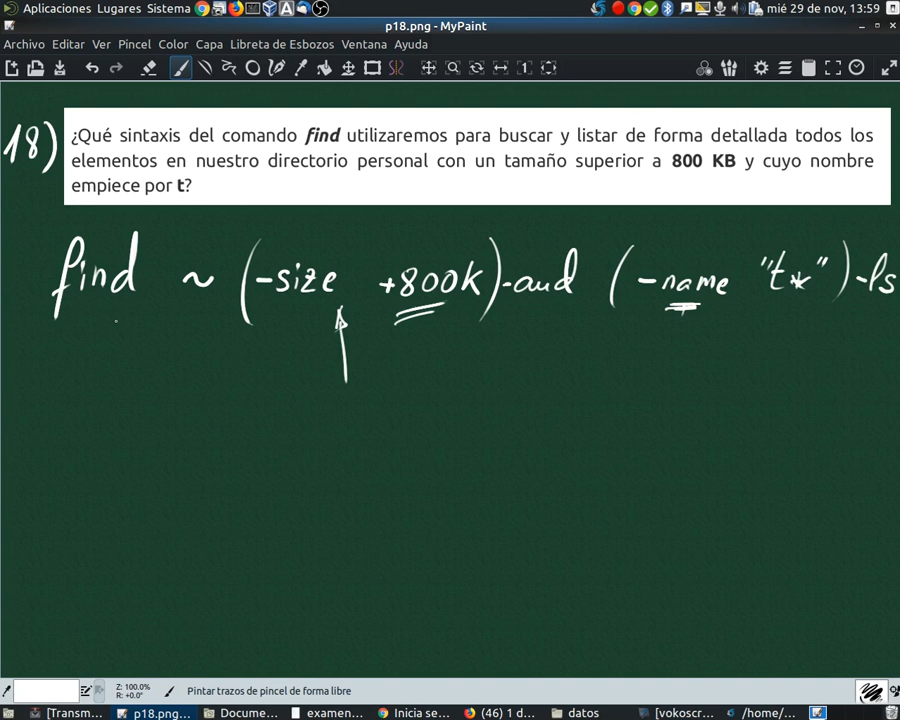 Aplicaciones Lugares Sistema mié 29 de nov, 13:59
p18.png - MyPaint
Archivo Editar Ver Pincel Color Capa Libreta de Esbozos Ventana Ayuda
18) ¿Qué sintaxis del comando find utilizaremos para buscar y listar de forma detallada todos los
elementos en nuestro directorio personal con un tamaño superior a 800 KB y cuyo nombre
empiece por t?
find ~ (-size +800K)-and (-name "t*")-ls
Z: 100.0%
R: +0.0°
Pintar trazos de pincel de forma libre
[Transm... p18.png... Docume... examen... Inicia se... (46) 1 d... datos [vokoscr... /home/...